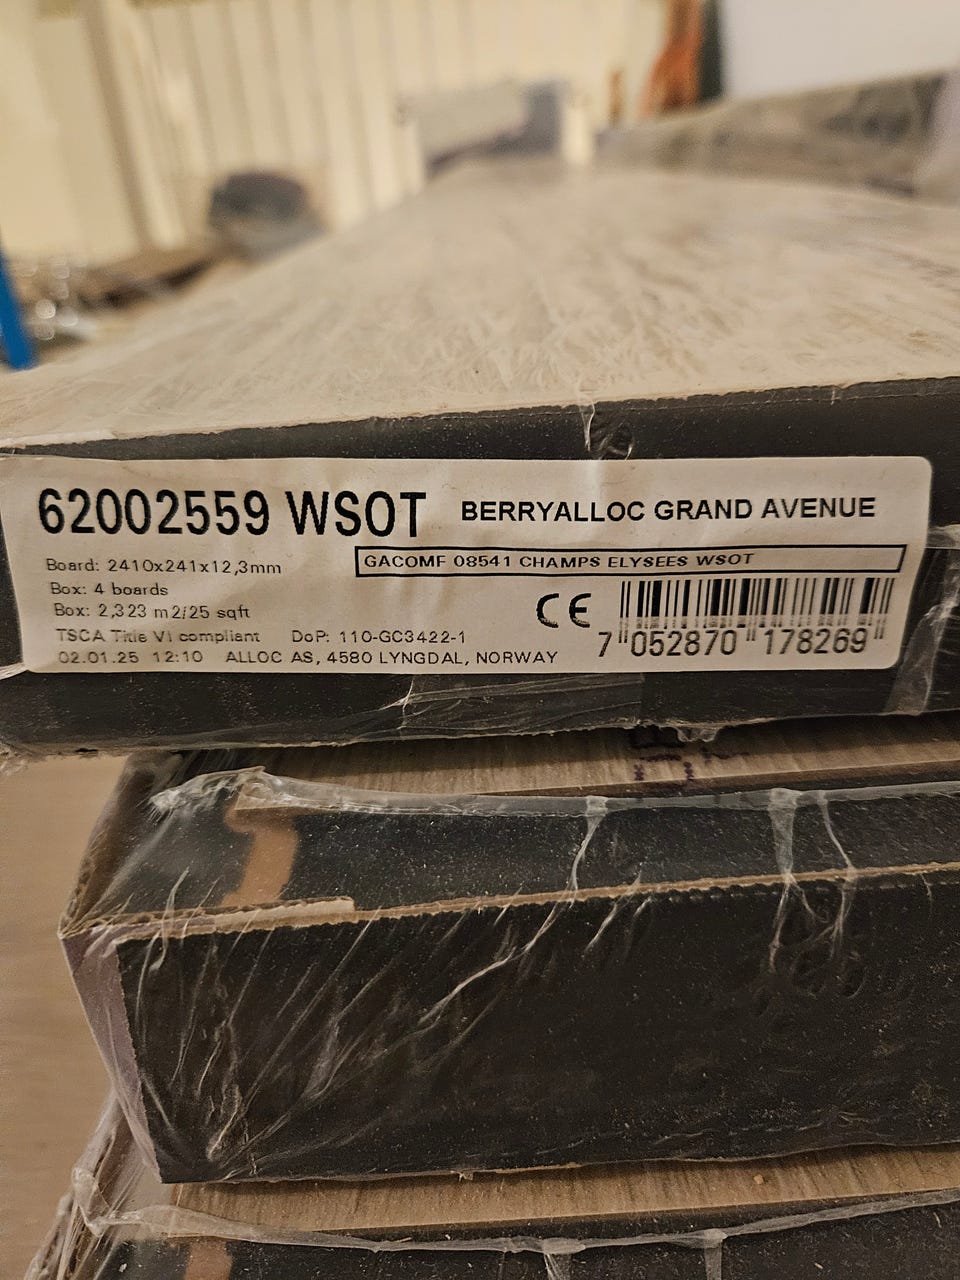 62002559 WSOT BERRYALLOC GRAND AVENUE
Board: 2410x241x12,3mm GACOMF 08541 CHAMPS ELYSEES WSOT
Box: 4 boards
Box: 2,323 m2/25 sqft CE
TSCA Title VI compliant DoP: 110-GC3422-1
02.01.25 12:10 ALLOC AS, 4580 LYNGDAL, NORWAY
7 052870 178269